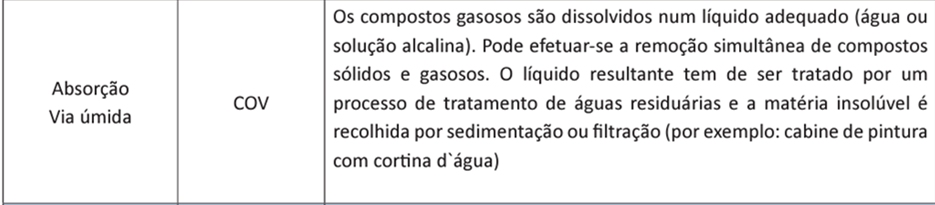 Absorção
Via úmida
COV
Os compostos gasosos são dissolvidos num líquido adequado (água ou
solução alcalina). Pode efetuar-se a remoção simultânea de compostos
sólidos e gasosos. O líquido resultante tem de ser tratado por um
processo de tratamento de águas residuárias e a matéria insolúvel é
recolhida por sedimentação ou filtração (por exemplo: cabine de pintura
com cortina d`água)